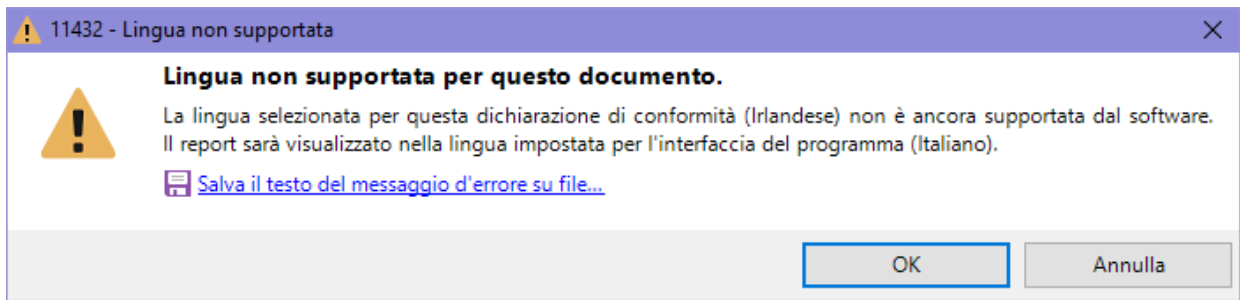 11432 - Lingua non supportata
Lingua non supportata per questo documento.
La lingua selezionata per questa dichiarazione di conformità (Irlandese) non è ancora supportata dal software.
Il report sarà visualizzato nella lingua impostata per l'interfaccia del programma (Italiano).
Salva il testo del messaggio d'errore su file...
OK Annulla